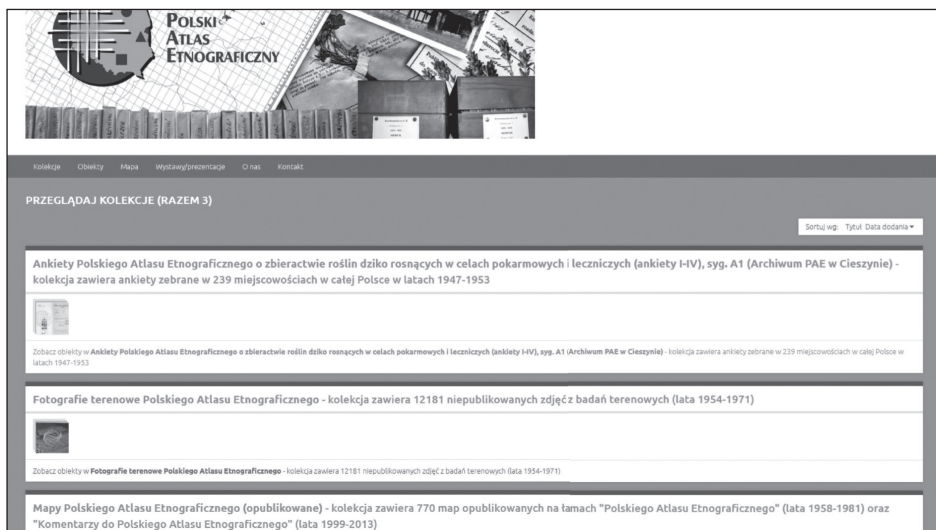 POLSKI
ATLAS
ETNOGRAFICZNY
Kolekcje Obiekty Mapa Wystawy/prezentacje O nas Kontakt
PRZEGLĄDAJ KOLEKCJE (RAZEM 3)
Sortuj wg: Tytuł Data dodania
Ankiety Polskiego Atlasu Etnograficznego o zbieractwie roślin dziko rosnących w celach pokarmowych i leczniczych (ankiety I-IV), syg. A1 (Archiwum PAE w Cieszynie) -
kolekcja zawiera ankiety zebrane w 239 miejscowościach w całej Polsce w latach 1947-1953
Zobacz obiekty w Ankiety Polskiego Atlasu Etnograficznego o zbieractwie roślin dziko rosnących w celach pokarmowych i leczniczych (ankiety I-IV), syg. A1 (Archiwum PAE w Cieszynie) - kolekcja zawiera ankiety zebrane w 239 miejscowościach w całej Polsce w
latach 1947-1953
Fotografie terenowe Polskiego Atlasu Etnograficznego - kolekcja zawiera 12181 niepublikowanych zdjęć z badań terenowych (lata 1954-1971)
Zobacz obiekty w Fotografie terenowe Polskiego Atlasu Etnograficznego - kolekcja zawiera 12181 niepublikowanych zdjęć z badań terenowych (lata 1954-1971)
Mapy Polskiego Atlasu Etnograficznego (opublikowane) - kolekcja zawiera 770 map opublikowanych na łamach "Polskiego Atlasu Etnograficznego" (lata 1958-1981) oraz
"Komentarzy do Polskiego Atlasu Etnograficznego" (lata 1999-2013)